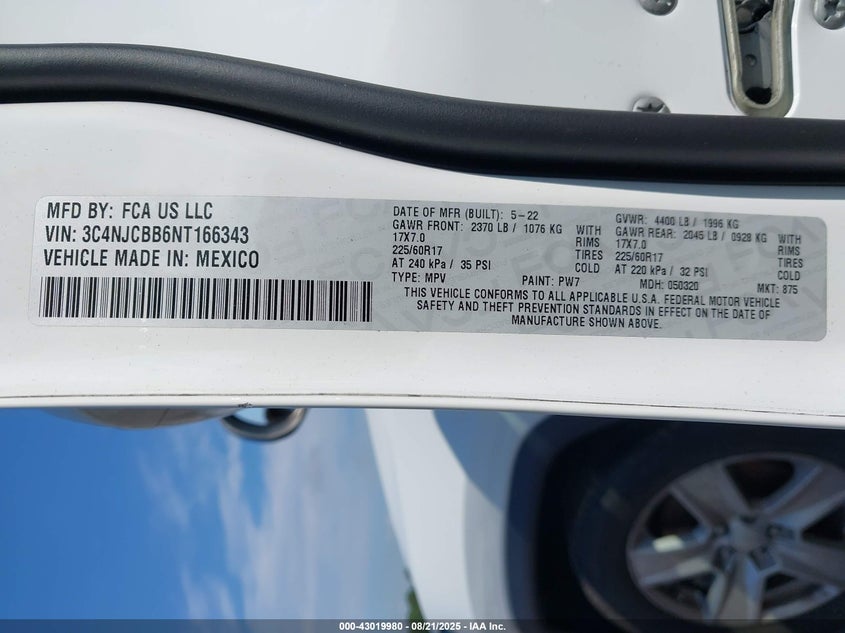 MFD BY: FCA US LLC
VIN: 3C4NJCBB6NT166343
VEHICLE MADE IN: MEXICO
DATE OF MFR (BUILT): 5-22
GAWR FRONT: 2370 LB / 1076 KG WITH
17X7.0 RIMS
225/60R17 TIRES
AT 240 kPa / 35 PSI COLD
TYPE: MPV PAINT: PW7
GVWR: 4400 LB / 1996 KG
GAWR REAR: 2045 LB / 0928 KG WITH
17X7.0 RIMS
225/60R17 TIRES
AT 220 kPa / 32 PSI COLD
MDH: 050320 MKT: 875
THIS VEHICLE CONFORMS TO ALL APPLICABLE U.S.A. FEDERAL MOTOR VEHICLE
SAFETY AND THEFT PREVENTION STANDARDS IN EFFECT ON THE DATE OF
MANUFACTURE SHOWN ABOVE.
000-43019980 - 08/21/2025 - IAA Inc.